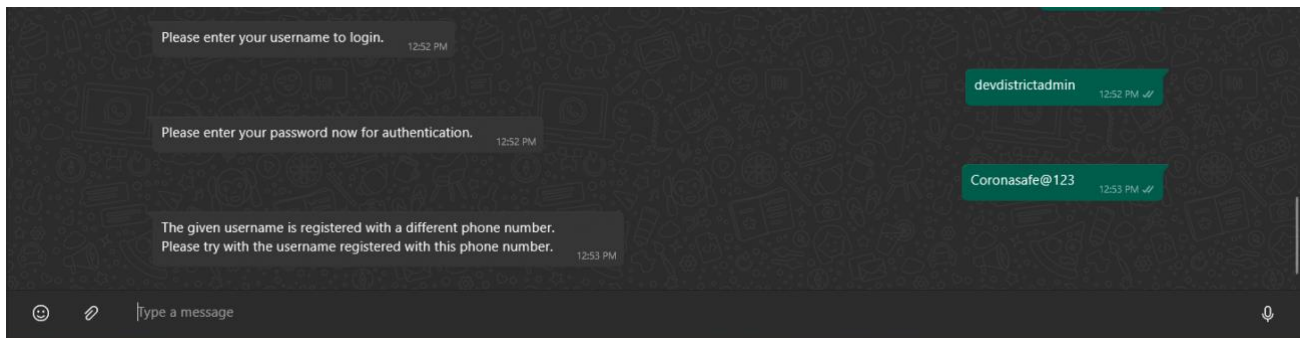 Please enter your username to login.
12:52 PM
devdistrictadmin
12:52 PM
Please enter your password now for authentication.
12:52 PM
Coronasafe@123
12:53 PM
The given username is registered with a different phone number.
Please try with the username registered with this phone number.
12:53 PM
Type a message